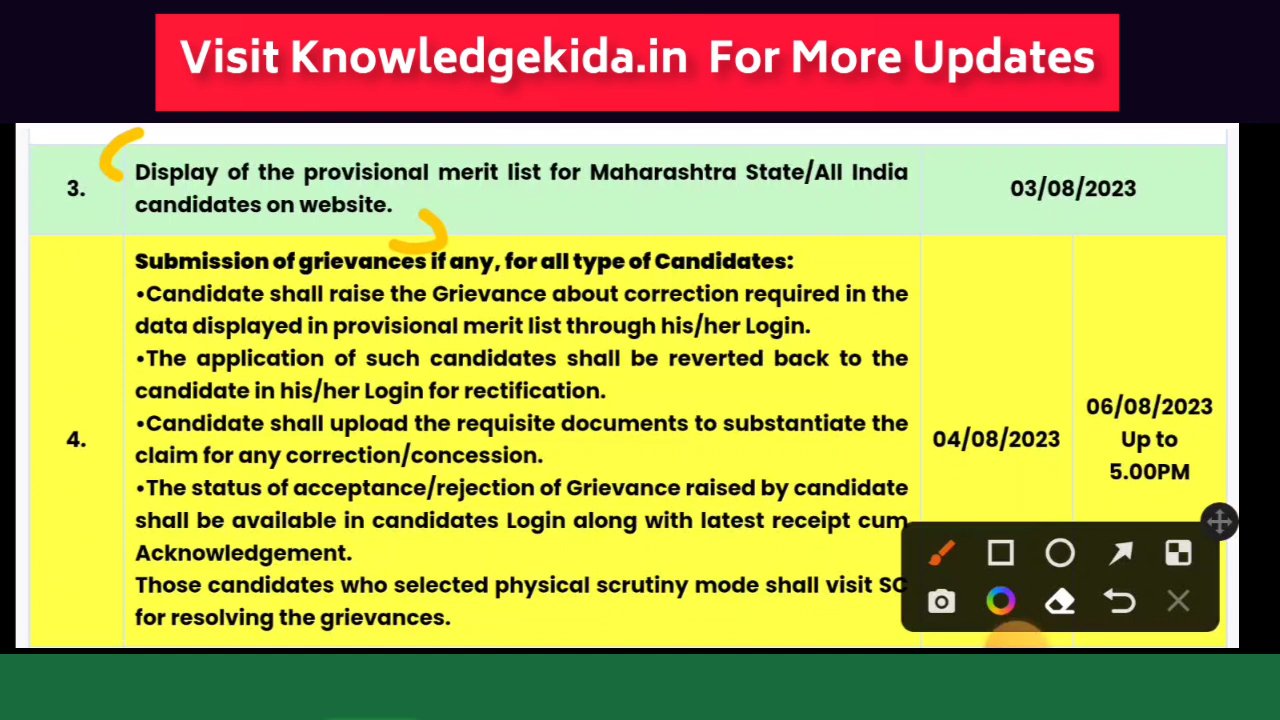 Visit Knowledgekida.in For More Updates
3.
Display of the provisional merit list for Maharashtra State/All India
candidates on website.
03/08/2023
4.
Submission of grievances if any, for all type of Candidates:
•Candidate shall raise the Grievance about correction required in the
data displayed in provisional merit list through his/her Login.
•The application of such candidates shall be reverted back to the
candidate in his/her Login for rectification.
•Candidate shall upload the requisite documents to substantiate the
claim for any correction/concession.
•The status of acceptance/rejection of Grievance raised by candidate
shall be available in candidates Login along with latest receipt cum
Acknowledgement.
Those candidates who selected physical scrutiny mode shall visit SC
for resolving the grievances.
04/08/2023
06/08/2023
Up to
5.00PM